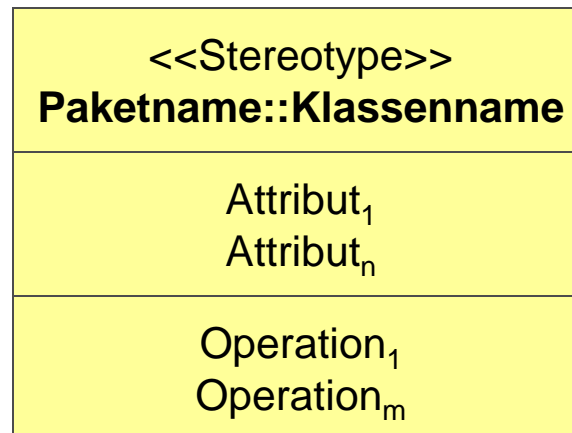 <<Stereotype>>
Paketname::Klassenname
Attribut₁
Attributₙ
Operation₁
Operationₘ